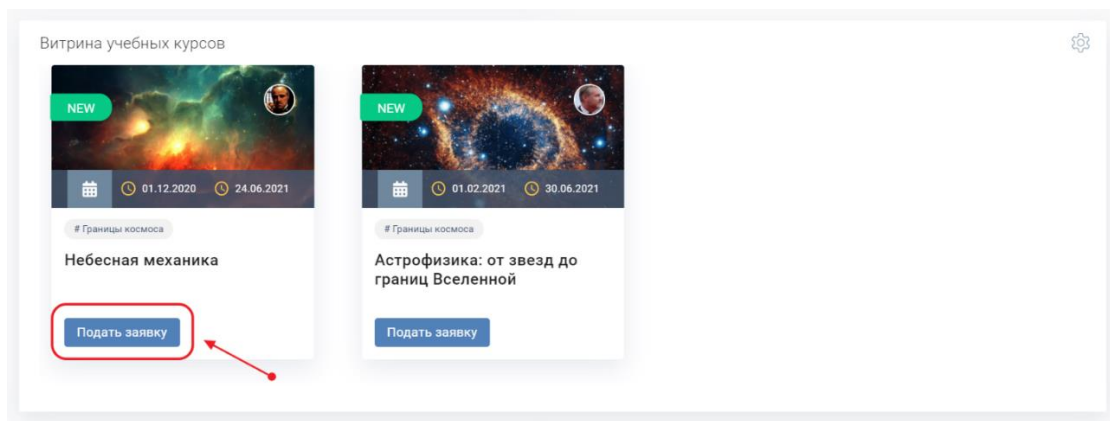 Витрина учебных курсов
NEW
01.12.2020 24.06.2021
# Границы космоса
Небесная механика
Подать заявку
NEW
01.02.2021 30.06.2021
# Границы космоса
Астрофизика: от звезд до
границ Вселенной
Подать заявку